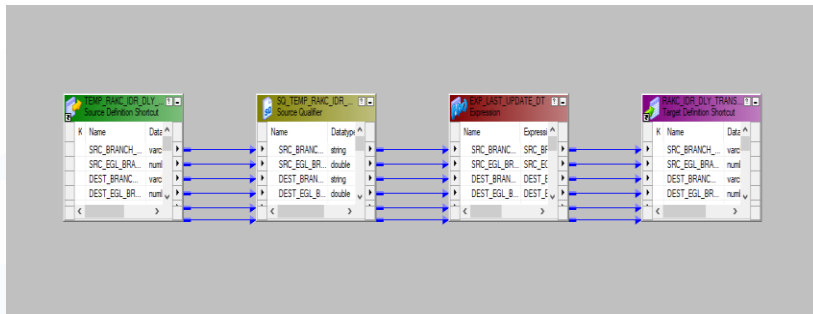 TEMP_RAKC_IDR_DLY_...
Source Definition Shortcut
K Name Data
SRC_BRANCH_... varc
SRC_EGL_BRA... numl
DEST_BRANC... varc
DEST_EGL_BR... numl
SQ_TEMP_RAKC_IDR_...
Source Qualifier
Name Datatype
SRC_BRANC... string
SRC_EGL_BR... double
DEST_BRAN... string
DEST_EGL_B... double
EXP_LAST_UPDATE_DT
Expression
Name Expressi
SRC_BRANC... SRC_BF
SRC_EGL_BR... SRC_EG
DEST_BRAN... DEST_E
DEST_EGL_B... DEST_E
RAKC_IDR_DLY_TRANS...
Target Definition Shortcut
K Name Data
SRC_BRANCH_... varc
SRC_EGL_BRA... numl
DEST_BRANC... varc
DEST_EGL_BR... numl